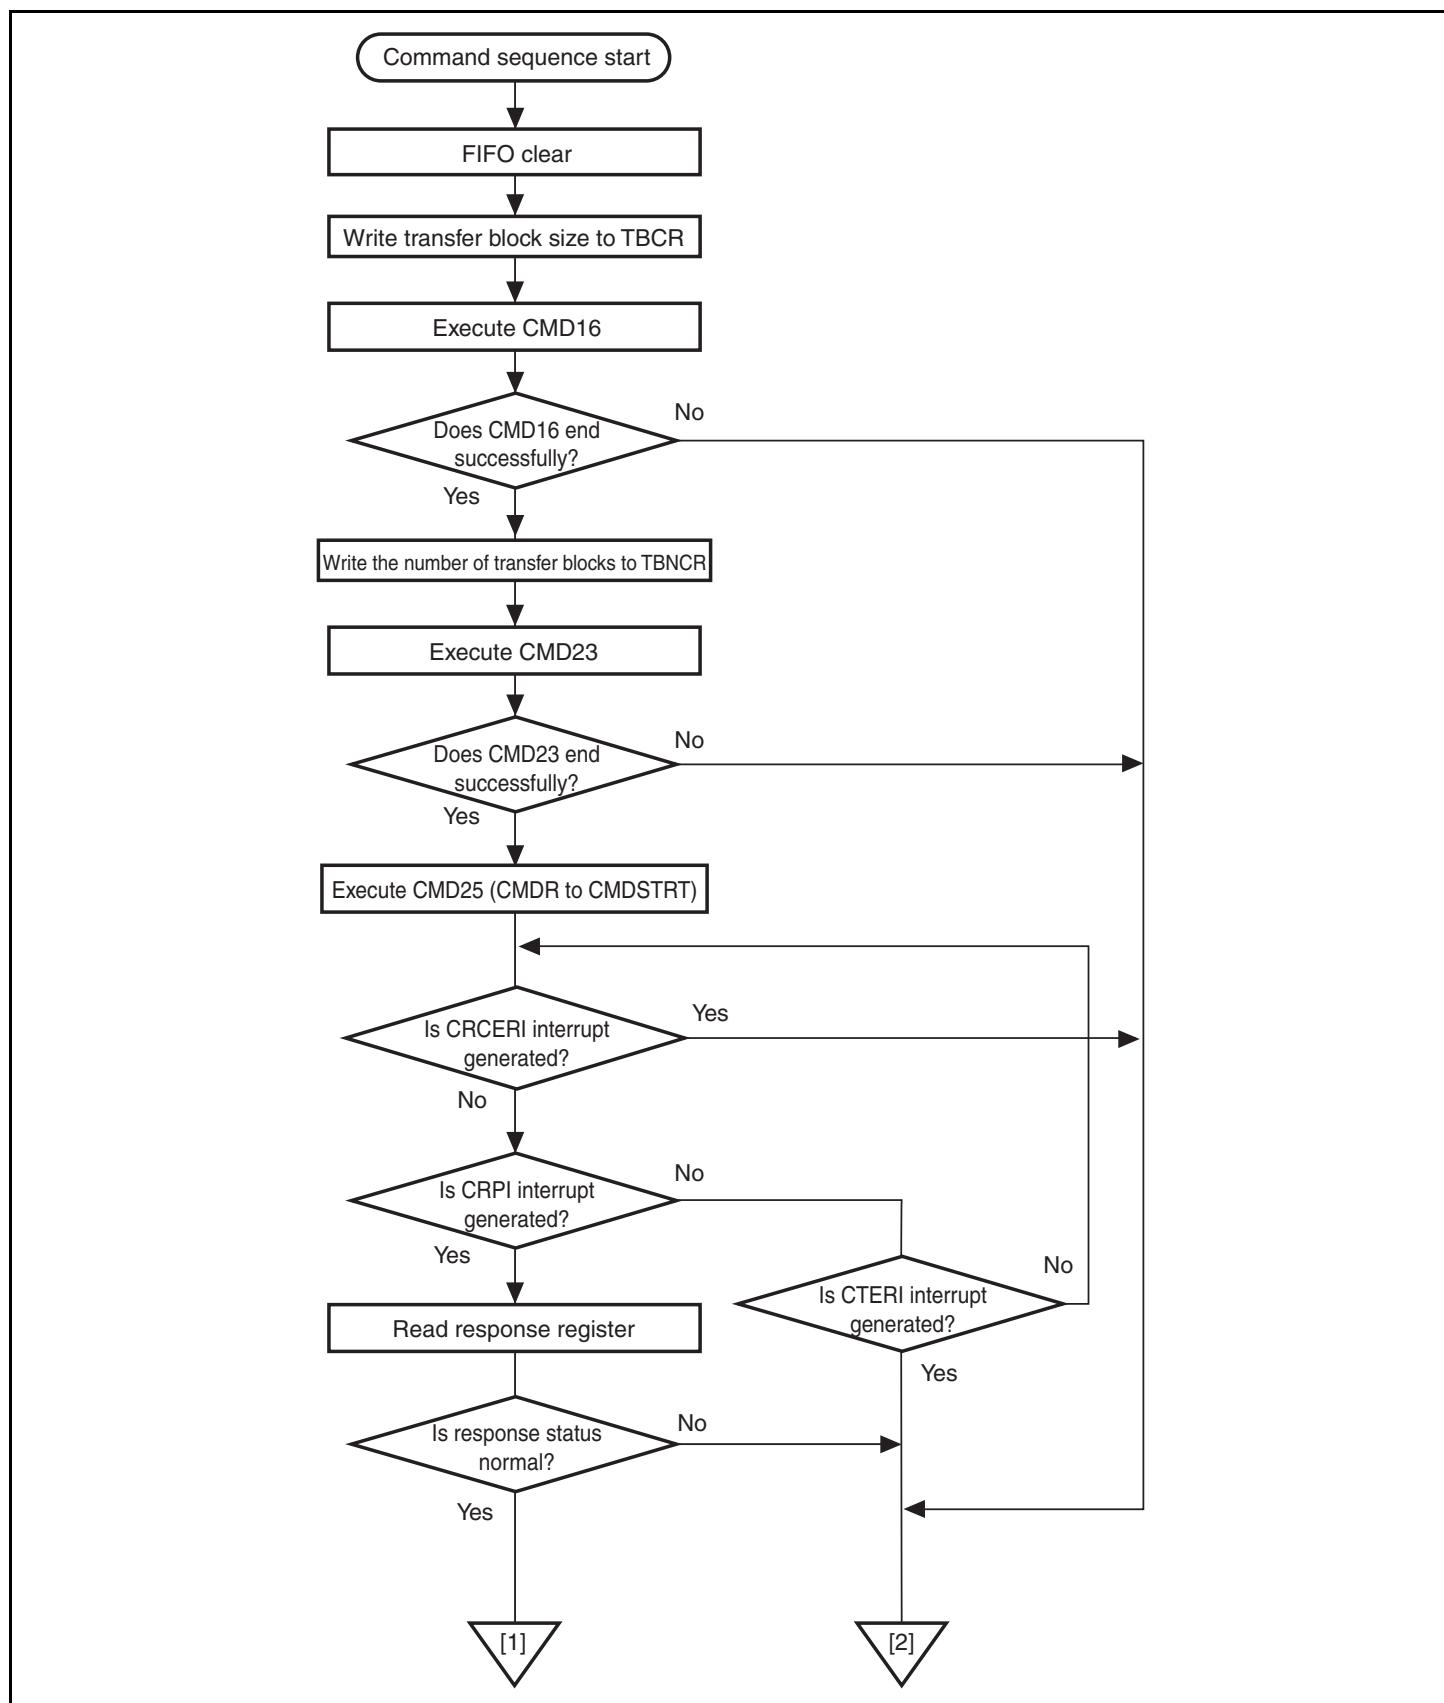 Command sequence start
FIFO clear
Write transfer block size to TBCR
Execute CMD16
No
Does CMD16 end
successfully?
Yes
Write the number of transfer blocks to TBNCR
Execute CMD23
No
Does CMD23 end
successfully?
Yes
Execute CMD25 (CMDR to CMDSTRT)
Yes
Is CRCERI interrupt
generated?
No
No
Is CRPI interrupt
generated?
Yes
No
Is CTERI interrupt
generated?
Read response register
Yes
No
Is response status
normal?
Yes
[1]
[2]